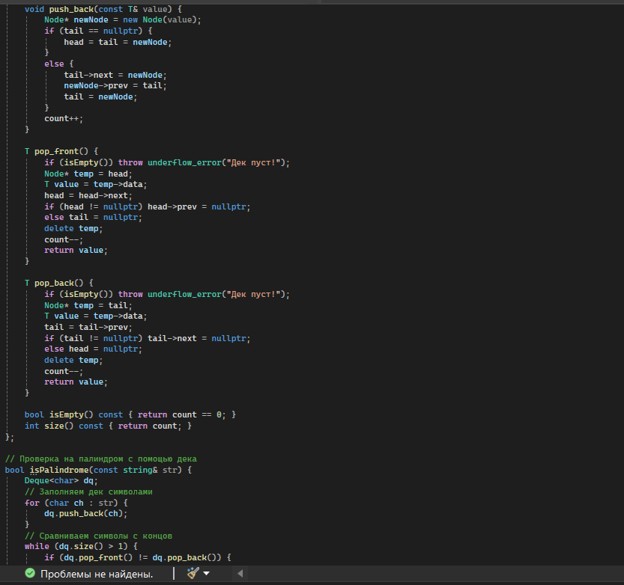 void push_back(const T& value) {
Node* newNode = new Node(value);
if (tail == nullptr) {
head = tail = newNode;
}
else {
tail->next = newNode;
newNode->prev = tail;
tail = newNode;
}
count++;
}
T pop_front() {
if (isEmpty()) throw underflow_error("Дек пуст!");
Node* temp = head;
T value = temp->data;
head = head->next;
if (head != nullptr) head->prev = nullptr;
else tail = nullptr;
delete temp;
count--;
return value;
}
T pop_back() {
if (isEmpty()) throw underflow_error("Дек пуст!");
Node* temp = tail;
T value = temp->data;
tail = tail->prev;
if (tail != nullptr) tail->next = nullptr;
else head = nullptr;
delete temp;
count--;
return value;
}
bool isEmpty() const { return count == 0; }
int size() const { return count; }
};
// Проверка на палиндром с помощью дека
bool isPalindrome(const string& str) {
Deque<char> dq;
// Заполняем дек символами
for (char ch : str) {
dq.push_back(ch);
}
// Сравниваем символы с концов
while (dq.size() > 1) {
if (dq.pop_front() != dq.pop_back()) {
Проблемы не найдены.